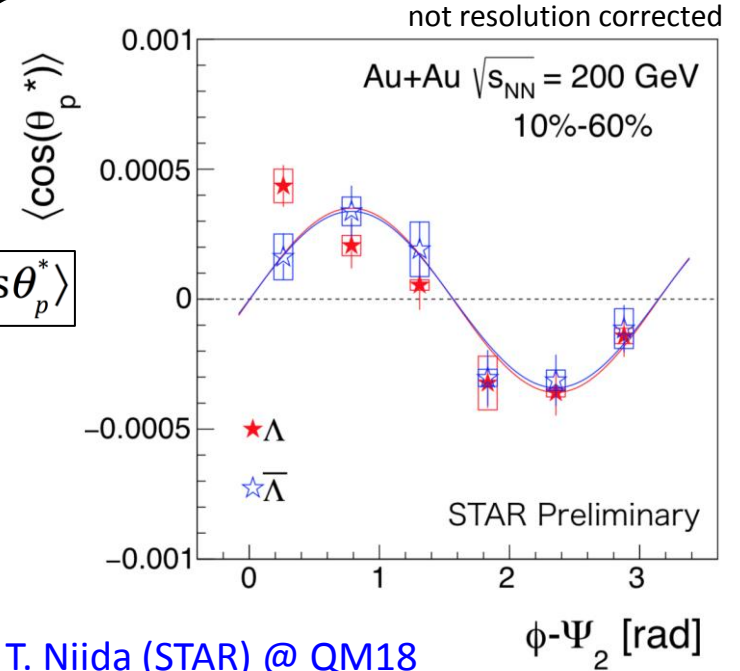 not resolution corrected
0.001
⟨cos(θp*)⟩
Au+Au √sNN = 200 GeV
10%-60%
0.0005
sθp*⟩
0
−0.0005
★Λ
☆Λ̅
STAR Preliminary
−0.001
0 1 2 3
ϕ-Ψ2 [rad]
T. Niida (STAR) @ QM18